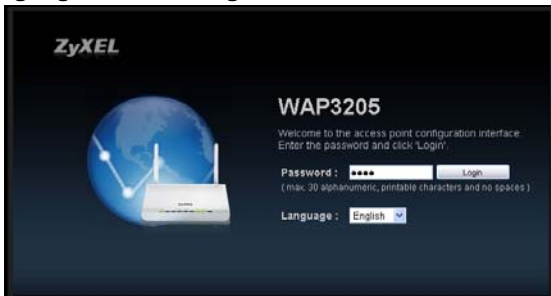 ZyXEL
WAP3205
Welcome to the access point configuration interface.
Enter the password and click 'Login'.
Password : •••• Login
( max. 30 alphanumeric, printable characters and no spaces )
Language : English